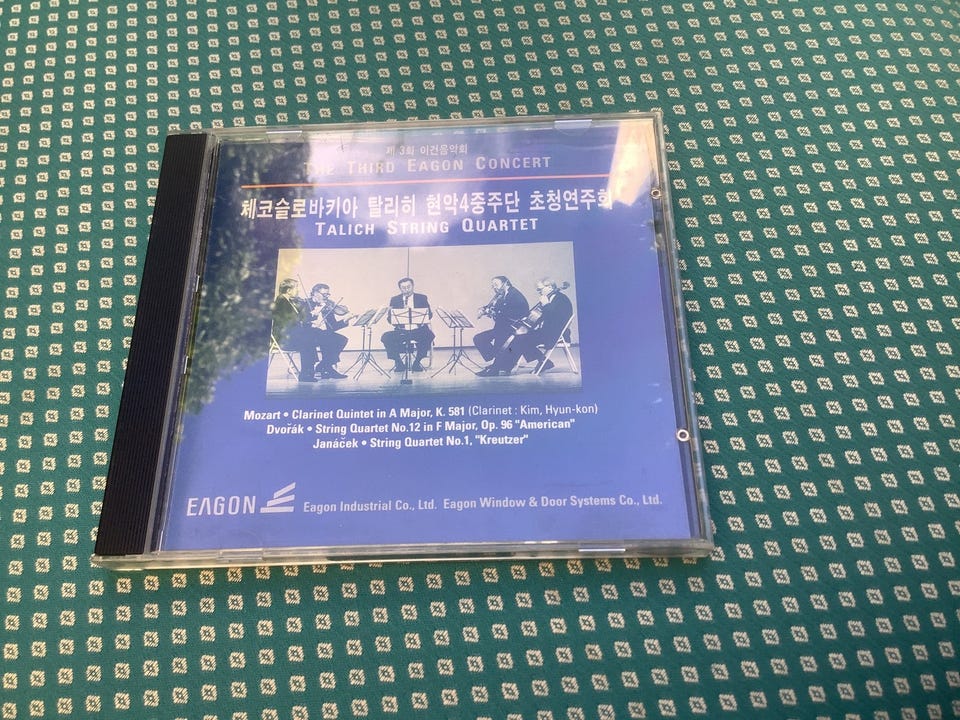 제 3회 이건음악회
THE THIRD EAGON CONCERT
체코슬로바키아 탈리히 현악4중주단 초청연주회
TALICH STRING QUARTET
Mozart • Clarinet Quintet in A Major, K. 581 (Clarinet : Kim, Hyun-kon)
Dvořák • String Quartet No.12 in F Major, Op. 96 "American"
Janáček • String Quartet No.1, "Kreutzer"
EAGON Eagon Industrial Co., Ltd. Eagon Window & Door Systems Co., Ltd.